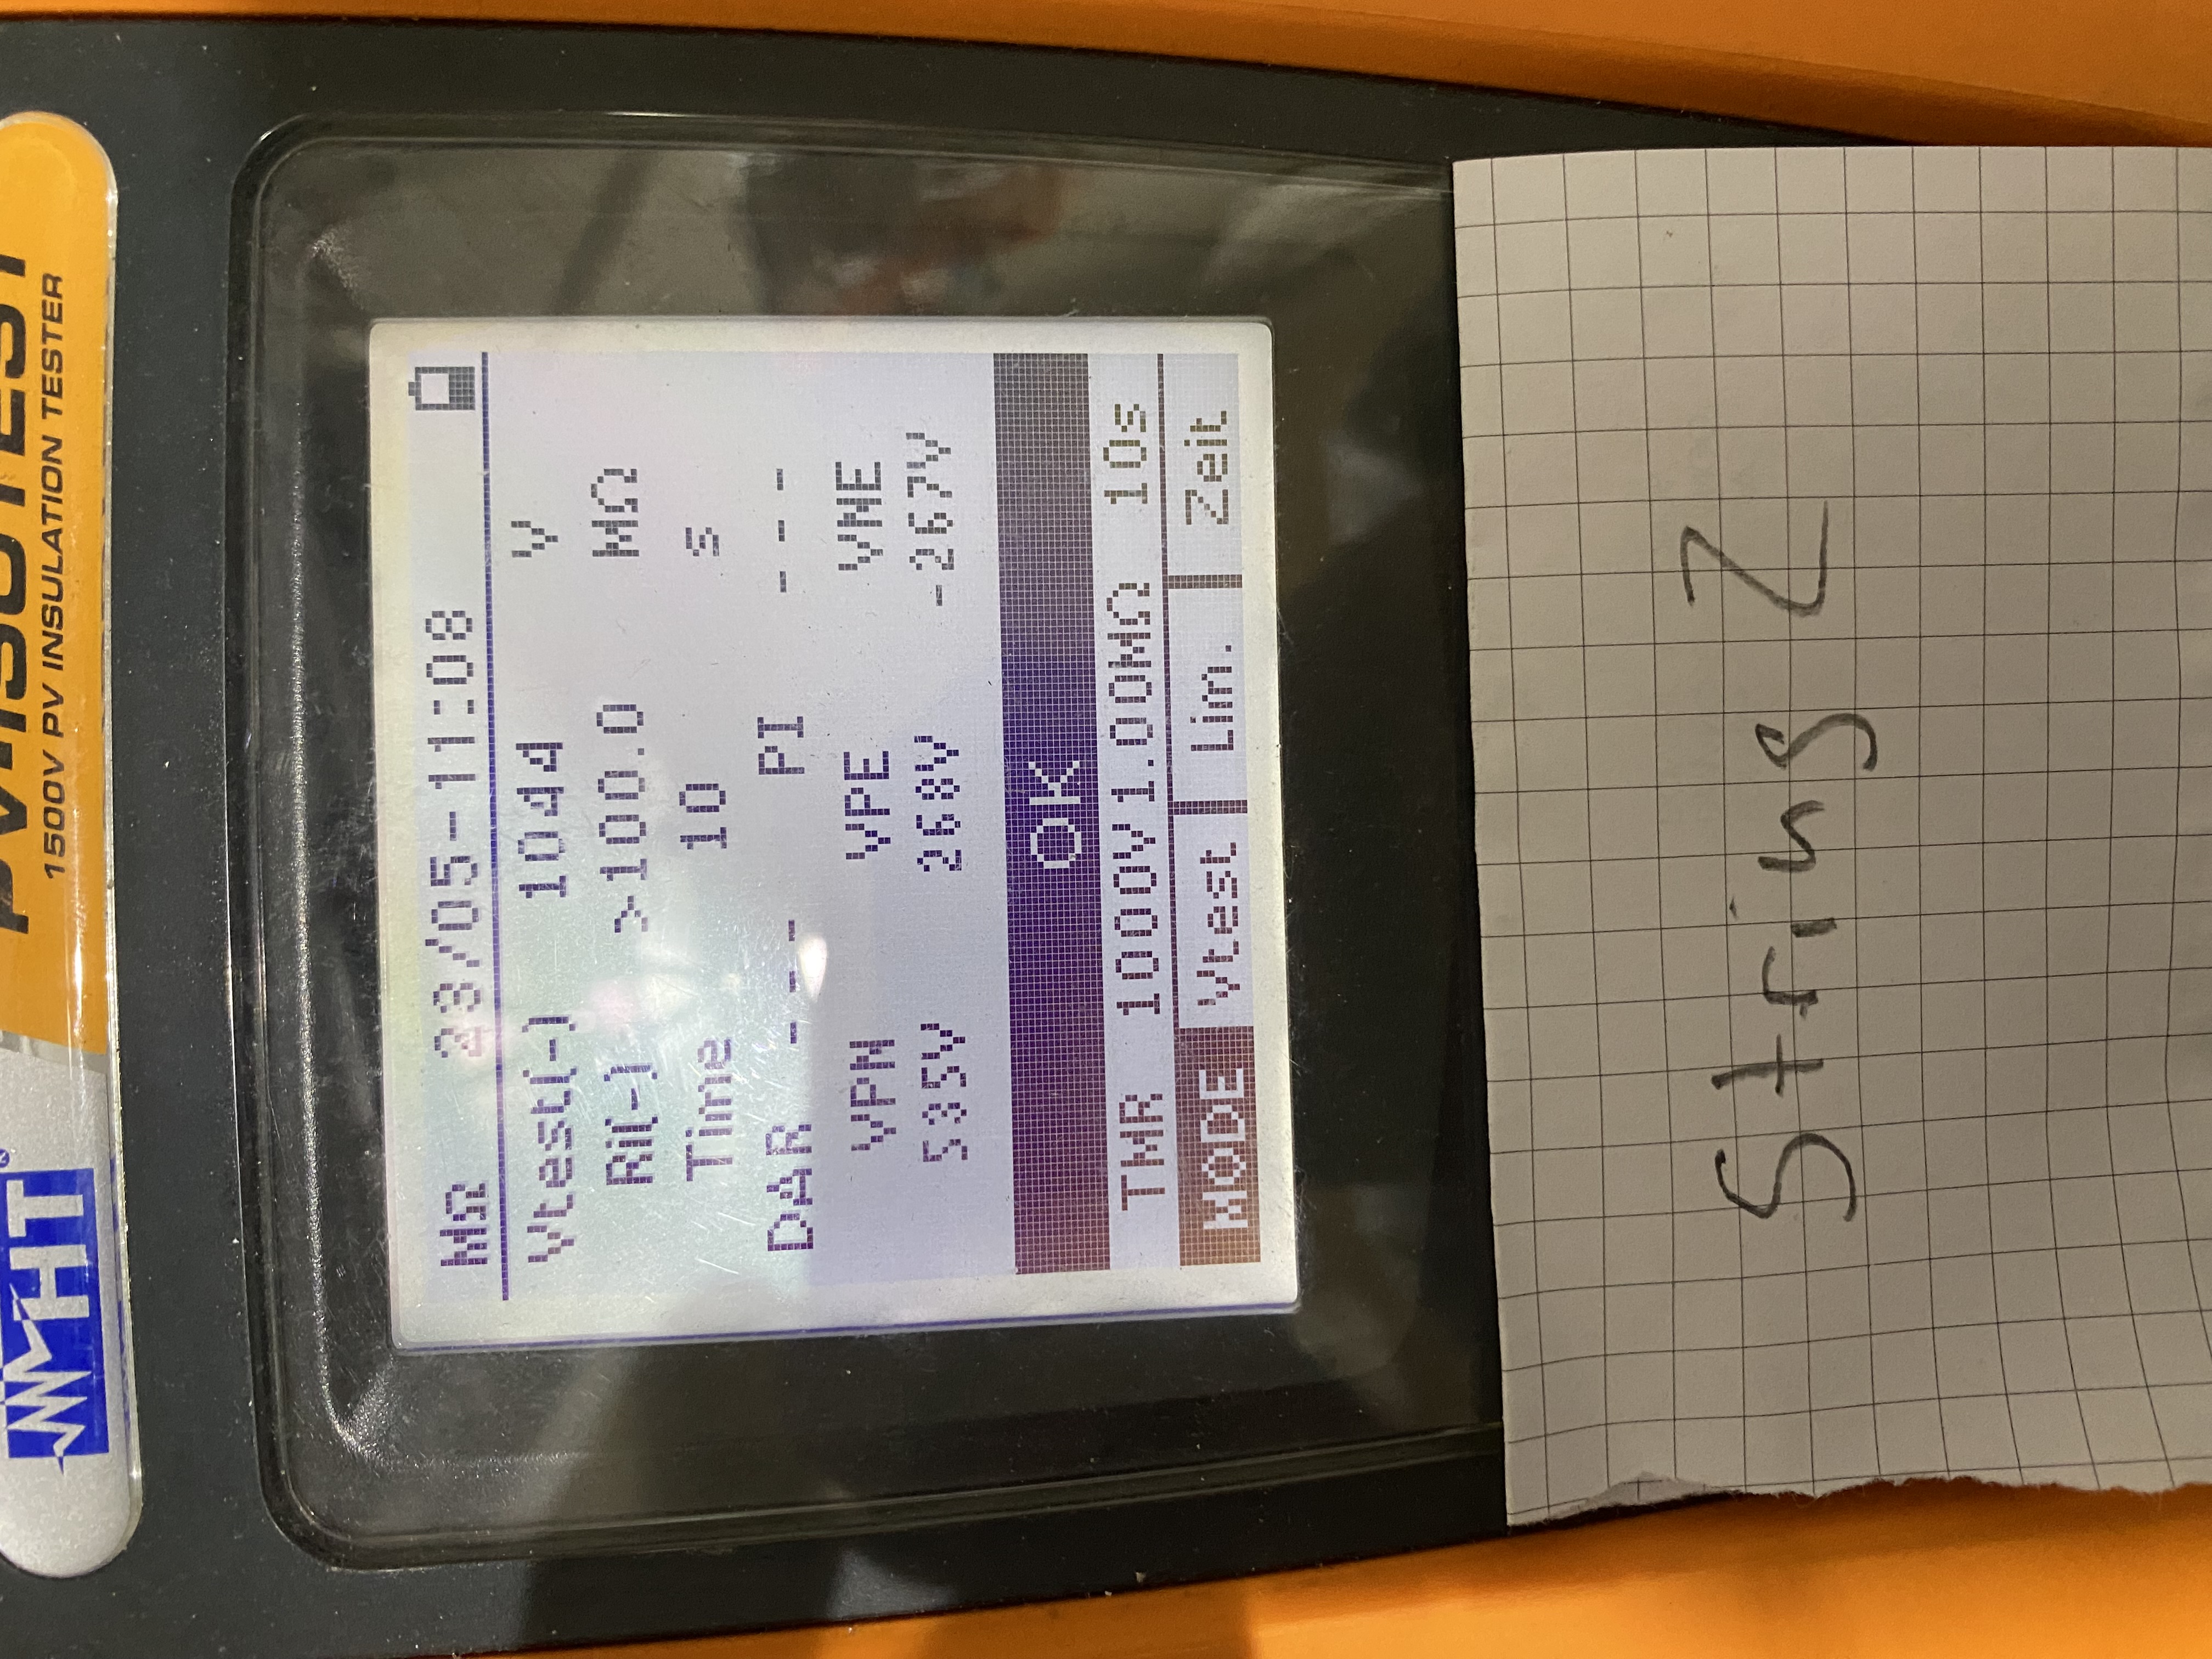 HT
PV-ISOTEST
1500V PV INSULATION TESTER
MΩ 23/05-11:08
Vtest(-) 1044 V
Ri(-) >100.0 MΩ
Time 10 s
DAR --- PI ---
VPN VPE VNE
535V 268V -267V
OK
TMR 1000V 1.00MΩ 10s
MODE Vtest Lim. Zeit
String 2